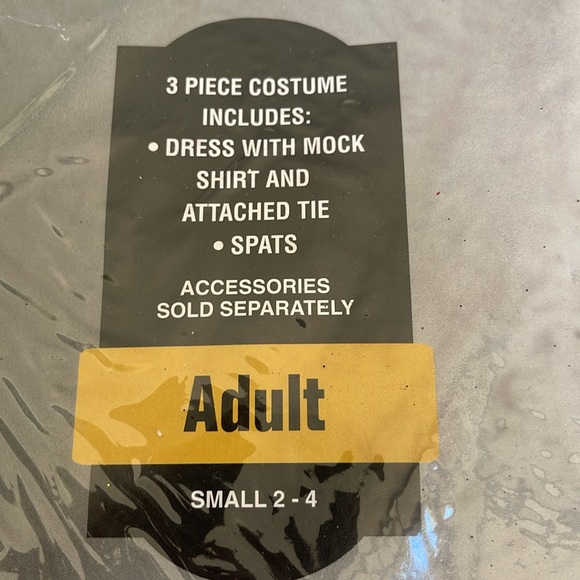 3 PIECE COSTUME
INCLUDES:
• DRESS WITH MOCK
SHIRT AND
ATTACHED TIE
• SPATS
ACCESSORIES
SOLD SEPARATELY
Adult
SMALL 2 - 4